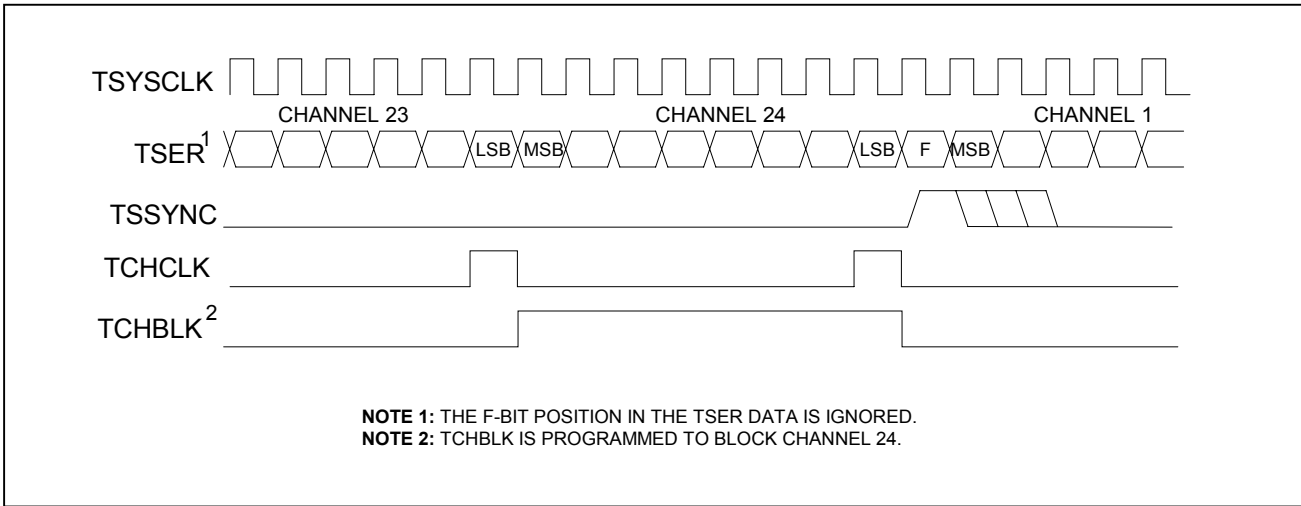 TSYSCLK
CHANNEL 23 CHANNEL 24 CHANNEL 1
TSER1 LSB MSB LSB F MSB
TSSYNC
TCHCLK
TCHBLK2
NOTE 1: THE F-BIT POSITION IN THE TSER DATA IS IGNORED.
NOTE 2: TCHBLK IS PROGRAMMED TO BLOCK CHANNEL 24.